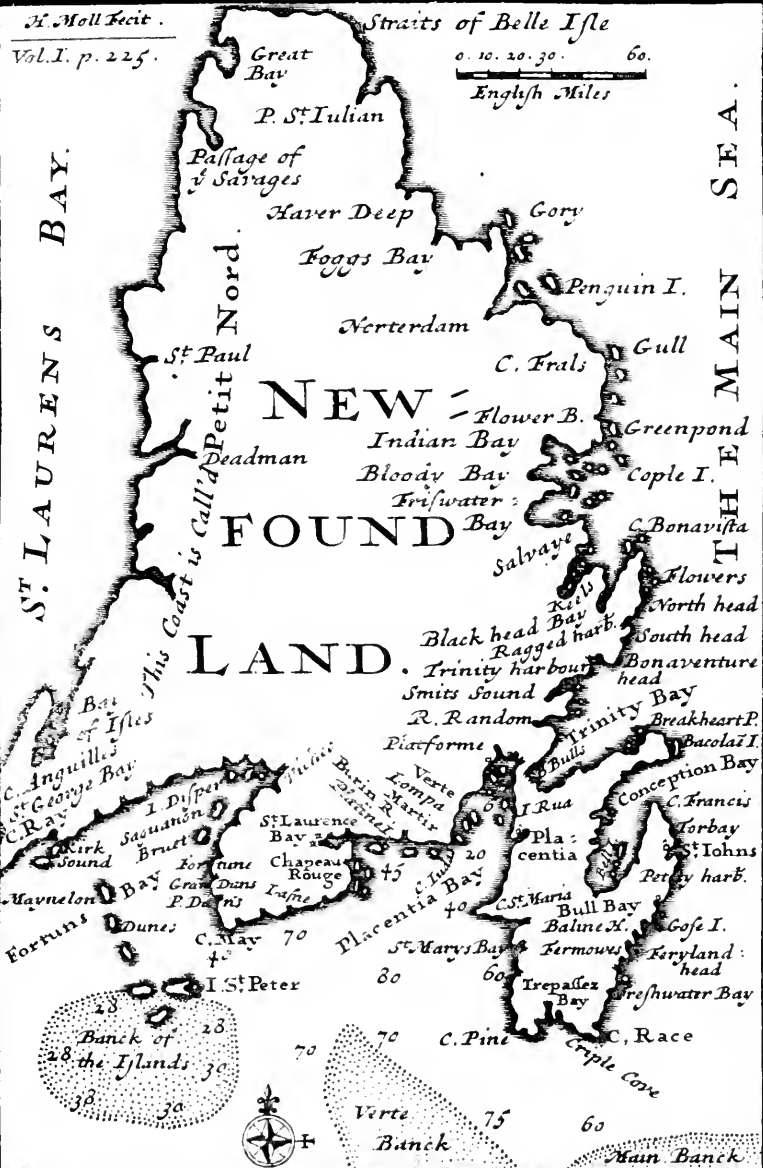 H. Moll Fecit.
Vol. I. p. 225.
Straits of Belle Iſle
0. 10. 20. 30. 60.
Engliſh Miles
Great
Bay
P. St. Iulian
Paſſage of
ye Savages
Haver Deep
Gory
Foggs Bay
Penguin I.
Norterdam
St. Paul
C. Frals
Gull
NEW
FOUND
LAND.
ST. LAURENS BAY.
THE MAIN SEA.
This Coast is Call'd Petit Nord.
Flower B.
Greenpond
Indian Bay
Deadman
Bloody Bay
Cople I.
Friſwater
Bay
C. Bonaviſta
Salvaye
Flowers
Keels
North head
Black head Bay
Ragged harb.
South head
Trinity harbour
Bonaventure
head
Smits Sound
Trinity Bay
R. Random
Breakheart P.
Platforme
B. Bulls
Bacolaī I.
Bay
of Isles
C. Anguilles
St. George Bay
C. Ray
Conception Bay
C. Francis
Verte
Lompa
Martir
Burin R.
I. Rua
I. Disper
Saguanon
Bruet
St. Laurence
Bay
Torbay
St. Iohns
Placentia
20
6
Kirk
Sound
Chapeau
Rouge
45
Petty harb.
Fortune
Gran Dans
Laſne
C. St. Maria
40
Bull Bay
Maynelon
Fortuns Bay
Dunes
Placentia Bay
Baline H.
Goſe I.
C. May
70
St. Marys Bay
Fermowes
Feryland
head
I. St. Peter
80
60
Trepaſſez
Bay
Freshwater Bay
28
28
Banck of
the Iſlands
28
30
38
30
70
70
C. Pine
C, Race
Criple Cove
Verte
Banck
75
60
Main Banck